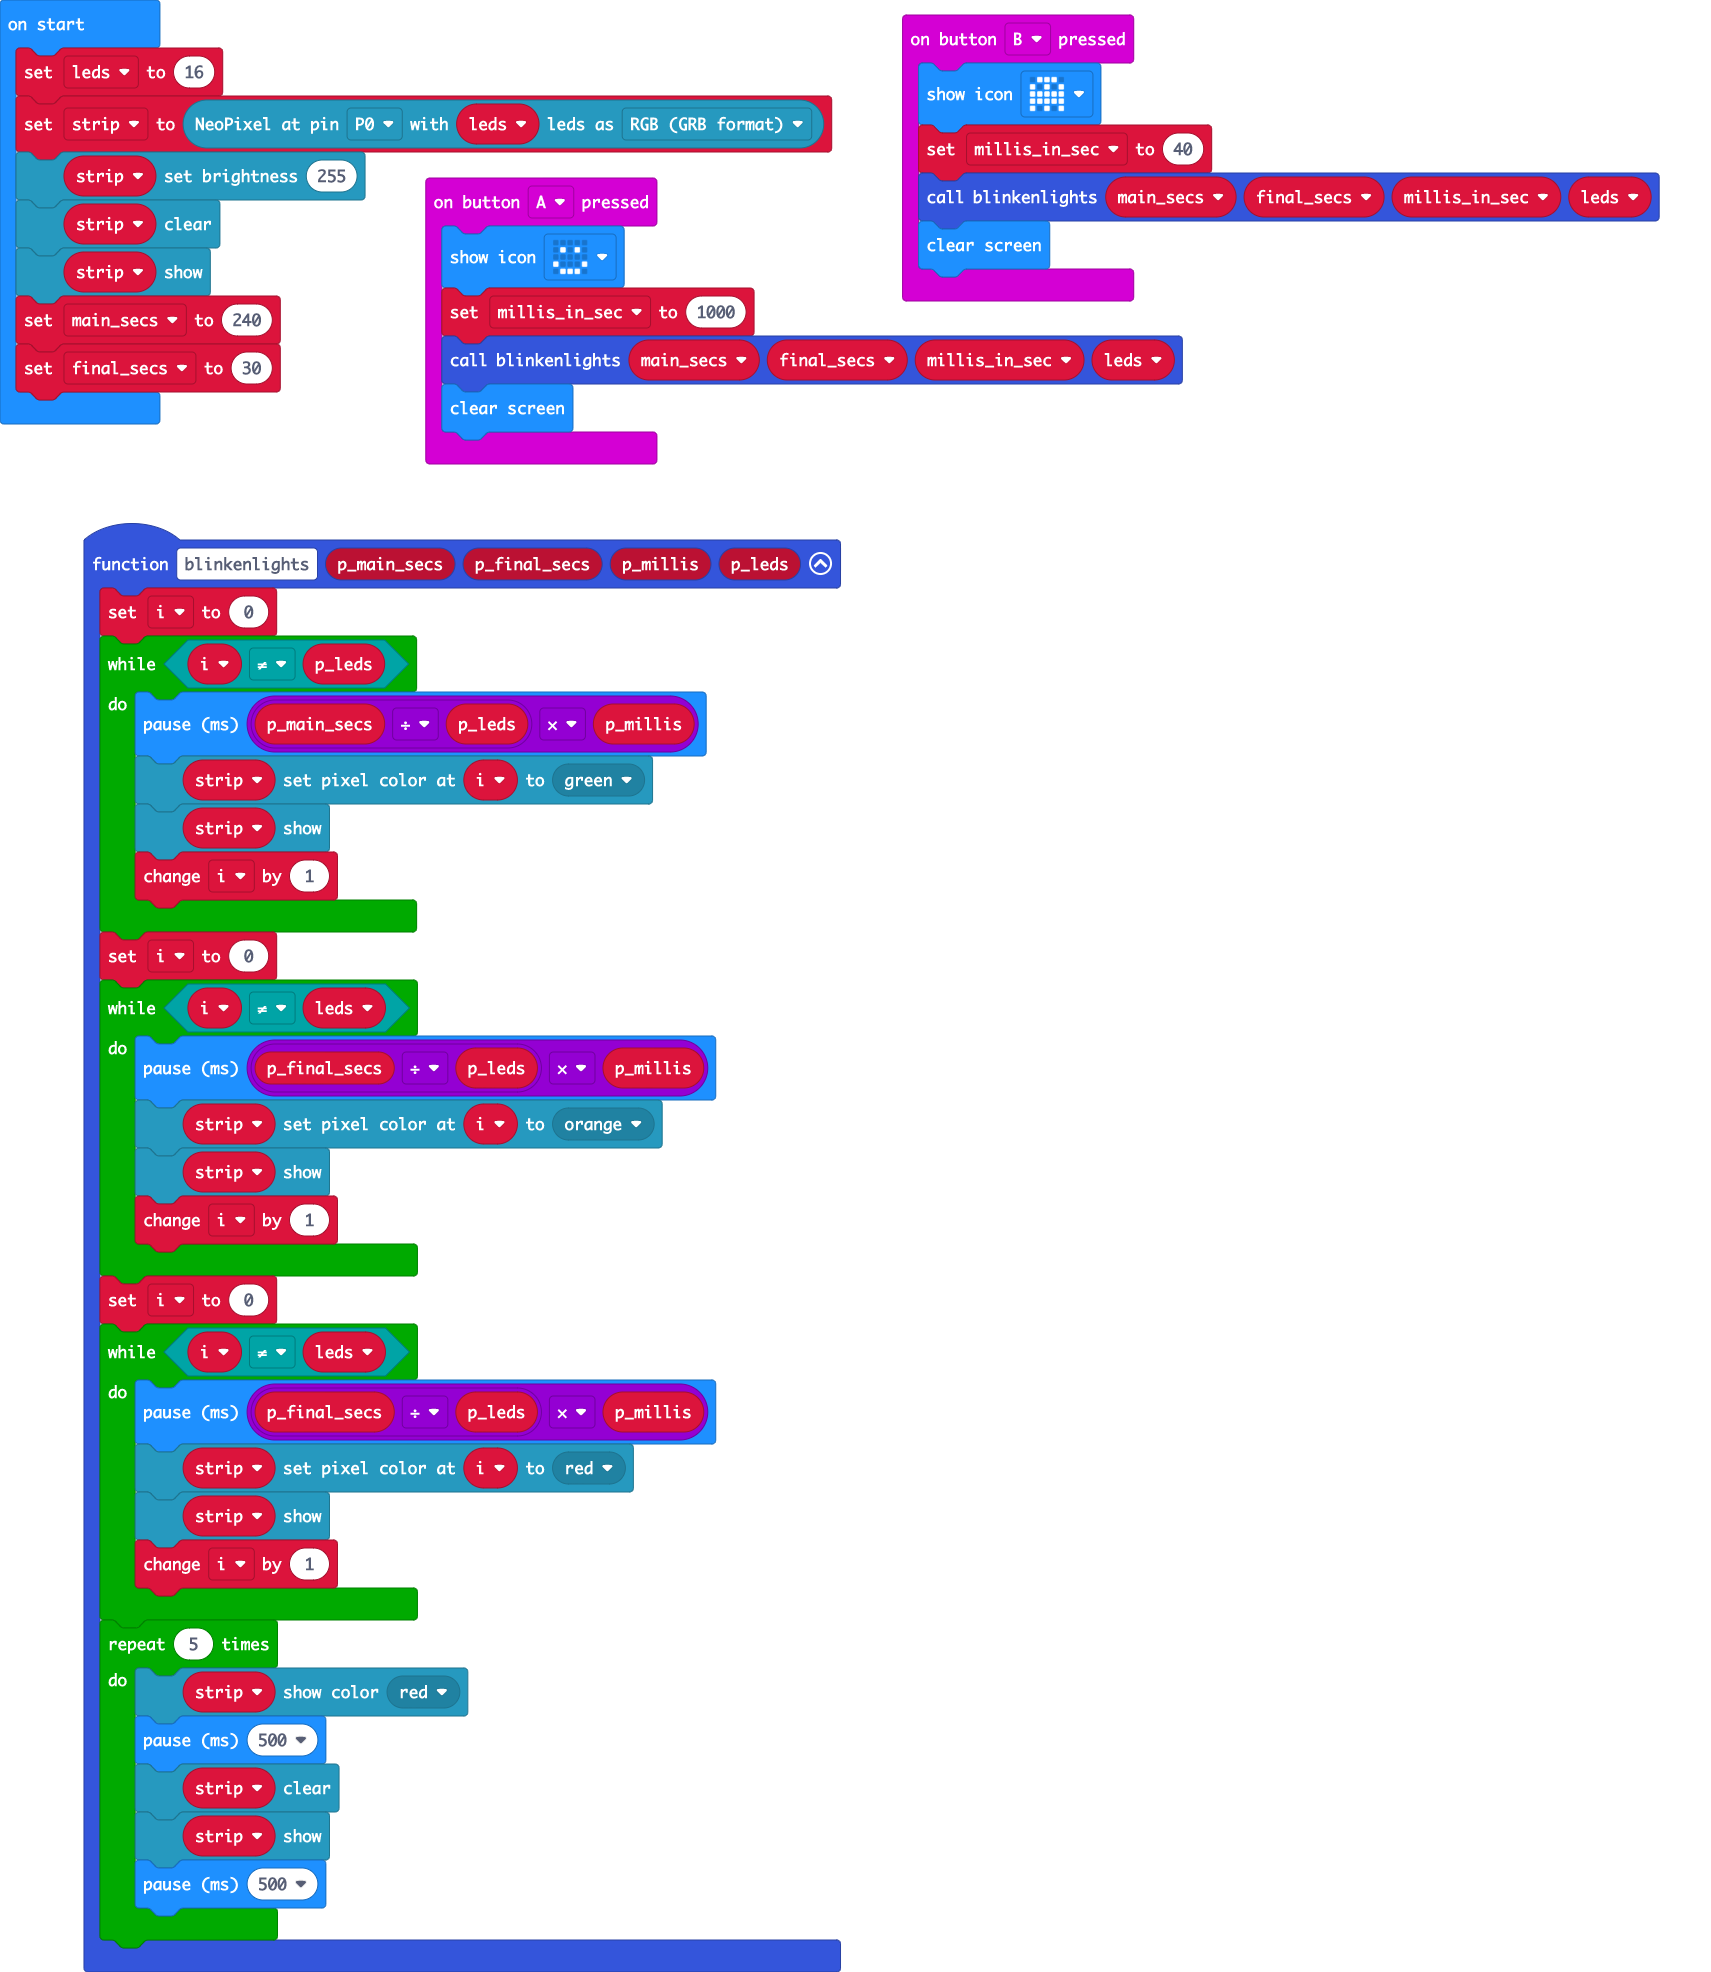 on start
set leds to 16
set strip to NeoPixel at pin P0 with leds leds as RGB (GRB format)
strip set brightness 255
strip clear
strip show
set main_secs to 240
set final_secs to 30
on button A pressed
show icon
set millis_in_sec to 1000
call blinkenlights main_secs final_secs millis_in_sec leds
clear screen
on button B pressed
show icon
set millis_in_sec to 40
call blinkenlights main_secs final_secs millis_in_sec leds
clear screen
function blinkenlights p_main_secs p_final_secs p_millis p_leds
set i to 0
while i ≠ p_leds
do
pause (ms) p_main_secs ÷ p_leds × p_millis
strip set pixel color at i to green
strip show
change i by 1
set i to 0
while i ≠ leds
do
pause (ms) p_final_secs ÷ p_leds × p_millis
strip set pixel color at i to orange
strip show
change i by 1
set i to 0
while i ≠ leds
do
pause (ms) p_final_secs ÷ p_leds × p_millis
strip set pixel color at i to red
strip show
change i by 1
repeat 5 times
do
strip show color red
pause (ms) 500
strip clear
strip show
pause (ms) 500